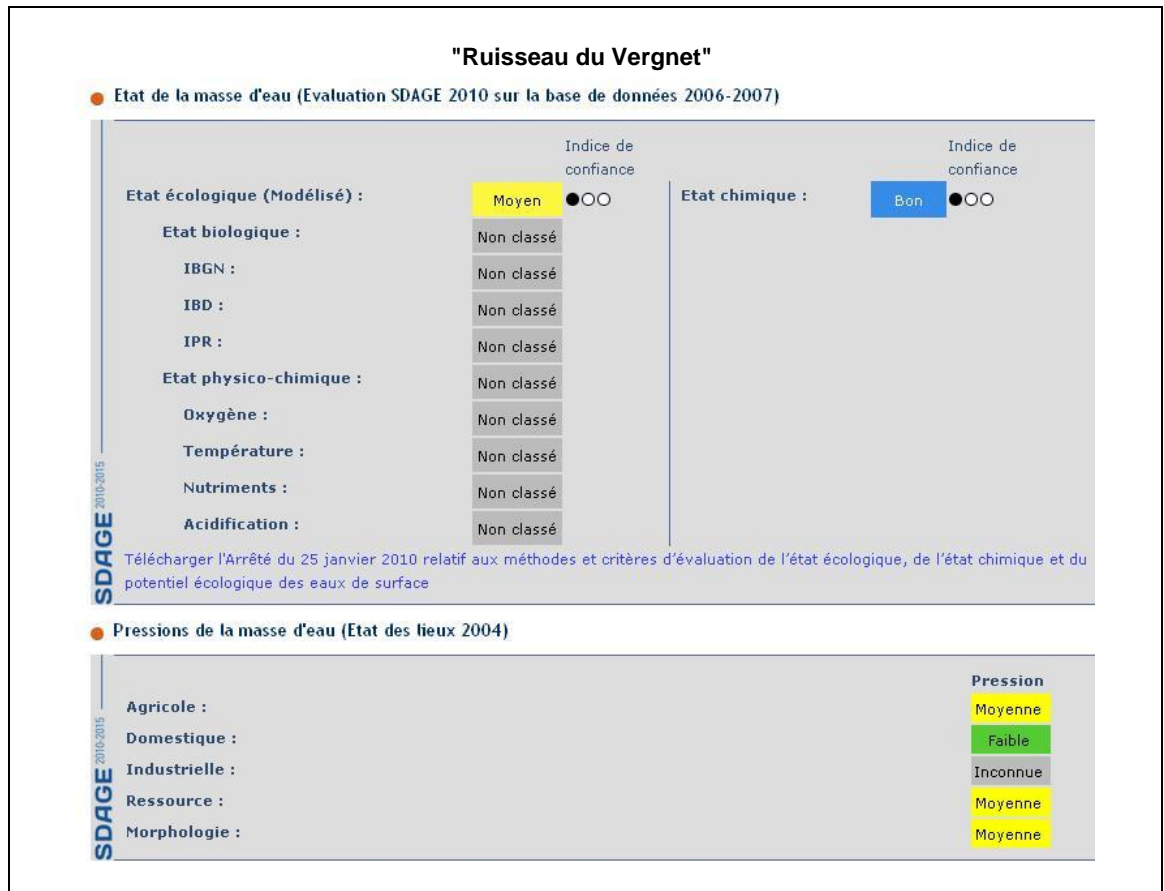 "Ruisseau du Vergnet"
Etat de la masse d'eau (Evaluation SDAGE 2010 sur la base de données 2006-2007)
Indice de confiance
Indice de confiance
Etat écologique (Modélisé) : Moyen Etat chimique : Bon
Etat biologique : Non classé
IBGN : Non classé
IBD : Non classé
IPR : Non classé
Etat physico-chimique : Non classé
Oxygène : Non classé
Température : Non classé
Nutriments : Non classé
Acidification : Non classé
SDAGE 2010-2015
Télécharger l'Arrêté du 25 janvier 2010 relatif aux méthodes et critères d'évaluation de l'état écologique, de l'état chimique et du
potentiel écologique des eaux de surface
Pressions de la masse d'eau (Etat des lieux 2004)
Pression
Agricole : Moyenne
Domestique : Faible
Industrielle : Inconnue
Ressource : Moyenne
Morphologie : Moyenne
SDAGE 2010-2015